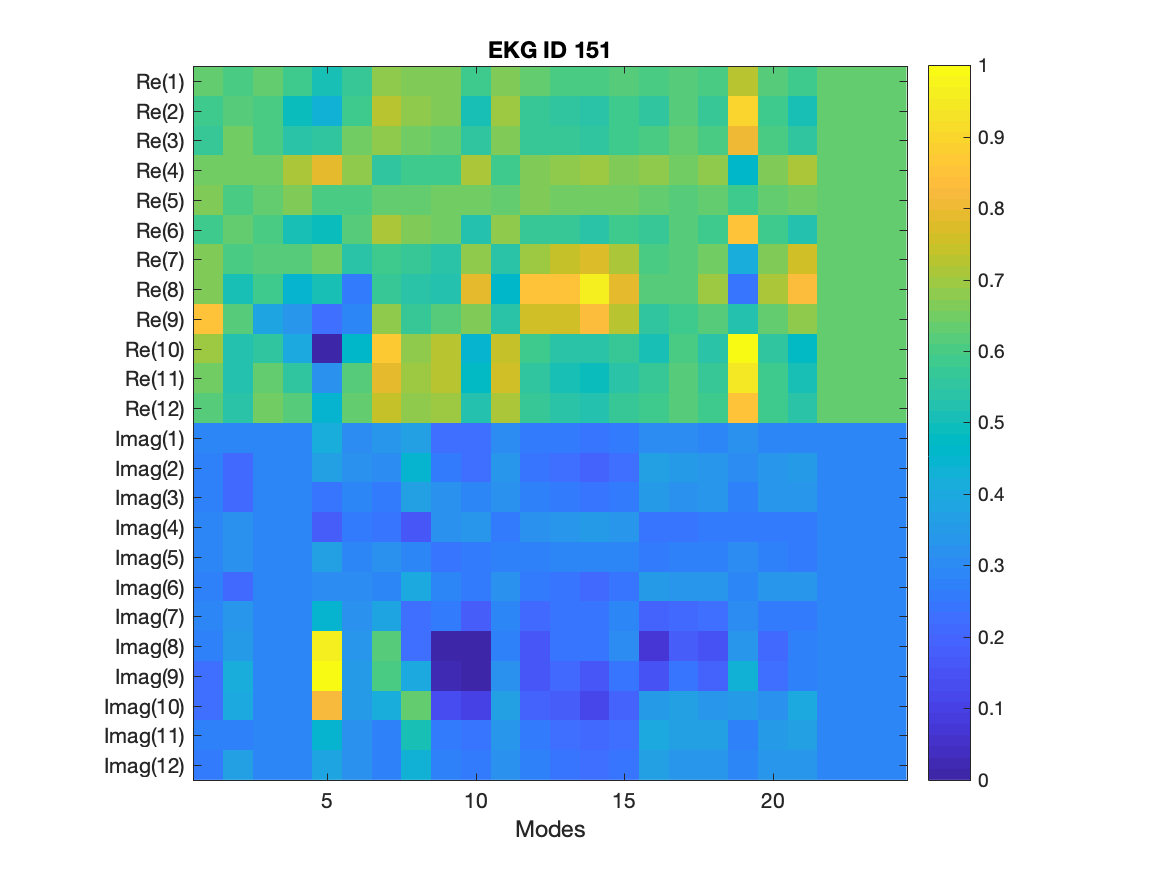 EKG ID 151
Re(1)
Re(2)
Re(3)
Re(4)
Re(5)
Re(6)
Re(7)
Re(8)
Re(9)
Re(10)
Re(11)
Re(12)
Imag(1)
Imag(2)
Imag(3)
Imag(4)
Imag(5)
Imag(6)
Imag(7)
Imag(8)
Imag(9)
Imag(10)
Imag(11)
Imag(12)
5 10 15 20
Modes
1
0.9
0.8
0.7
0.6
0.5
0.4
0.3
0.2
0.1
0